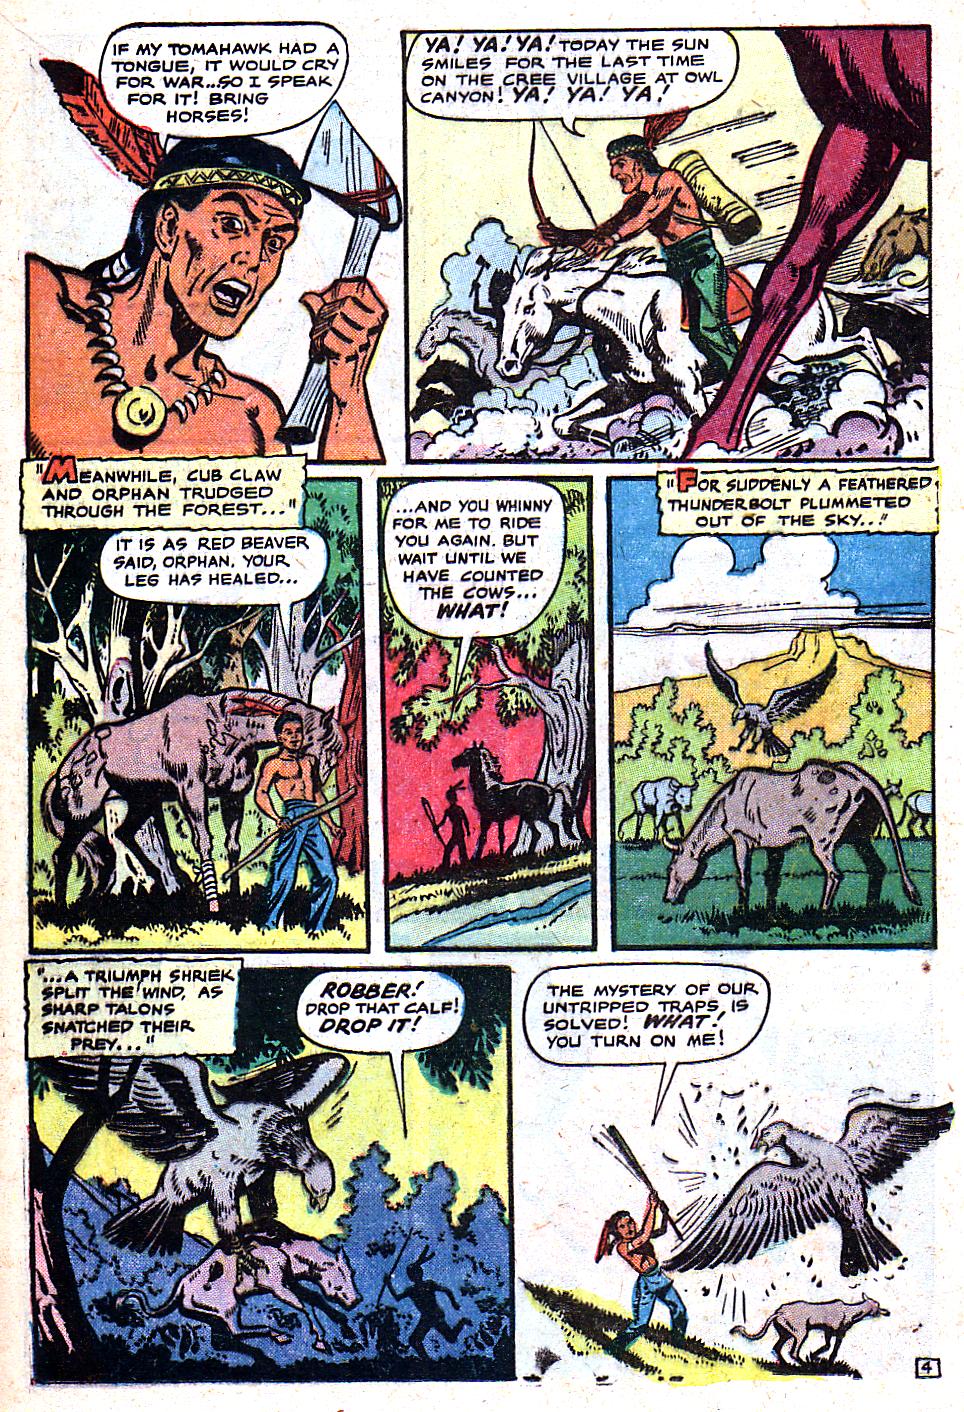 IF MY TOMAHAWK HAD A
TONGUE, IT WOULD CRY
FOR WAR...SO I SPEAK
FOR IT! BRING
HORSES!
YA! YA! YA! TODAY THE SUN
SMILES FOR THE LAST TIME
ON THE CREE VILLAGE AT OWL
CANYON! YA! YA! YA!
"MEANWHILE, CUB CLAW
AND ORPHAN TRUDGED
THROUGH THE FOREST..."
IT IS AS RED BEAVER
SAID, ORPHAN. YOUR
LEG HAS HEALED...
...AND YOU WHINNY
FOR ME TO RIDE
YOU AGAIN. BUT
WAIT UNTIL WE
HAVE COUNTED
THE COWS...
WHAT!
"FOR SUDDENLY A FEATHERED
THUNDERBOLT PLUMMETED
OUT OF THE SKY..."
"...A TRIUMPH SHRIEK
SPLIT THE WIND, AS
SHARP TALONS
SNATCHED THEIR
PREY..."
ROBBER!
DROP THAT CALF!
DROP IT!
THE MYSTERY OF OUR
UNTRIPPED TRAPS IS
SOLVED! WHAT!
YOU TURN ON ME!
4